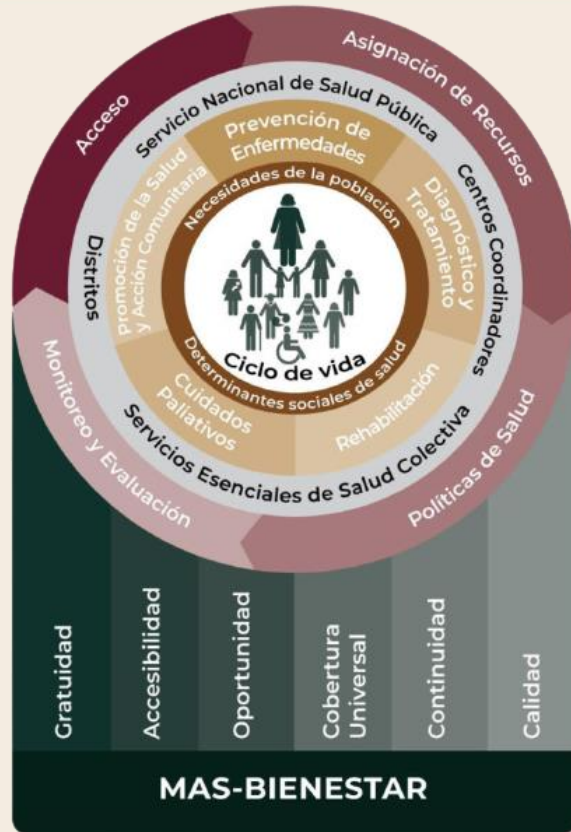 Acceso
Asignación de Recursos
Políticas de Salud
Monitoreo y Evaluación
Servicio Nacional de Salud Pública
Centros Coordinadores
Servicios Esenciales de Salud Colectiva
Distritos
Prevención de
Enfermedades
Diagnóstico y
Tratamiento
Rehabilitación
Cuidados
Paliativos
Promoción de la Salud
y Acción Comunitaria
Necesidades de la población
Determinantes sociales de salud
Ciclo de vida
Gratuidad
Accesibilidad
Oportunidad
Cobertura
Universal
Continuidad
Calidad
MAS-BIENESTAR